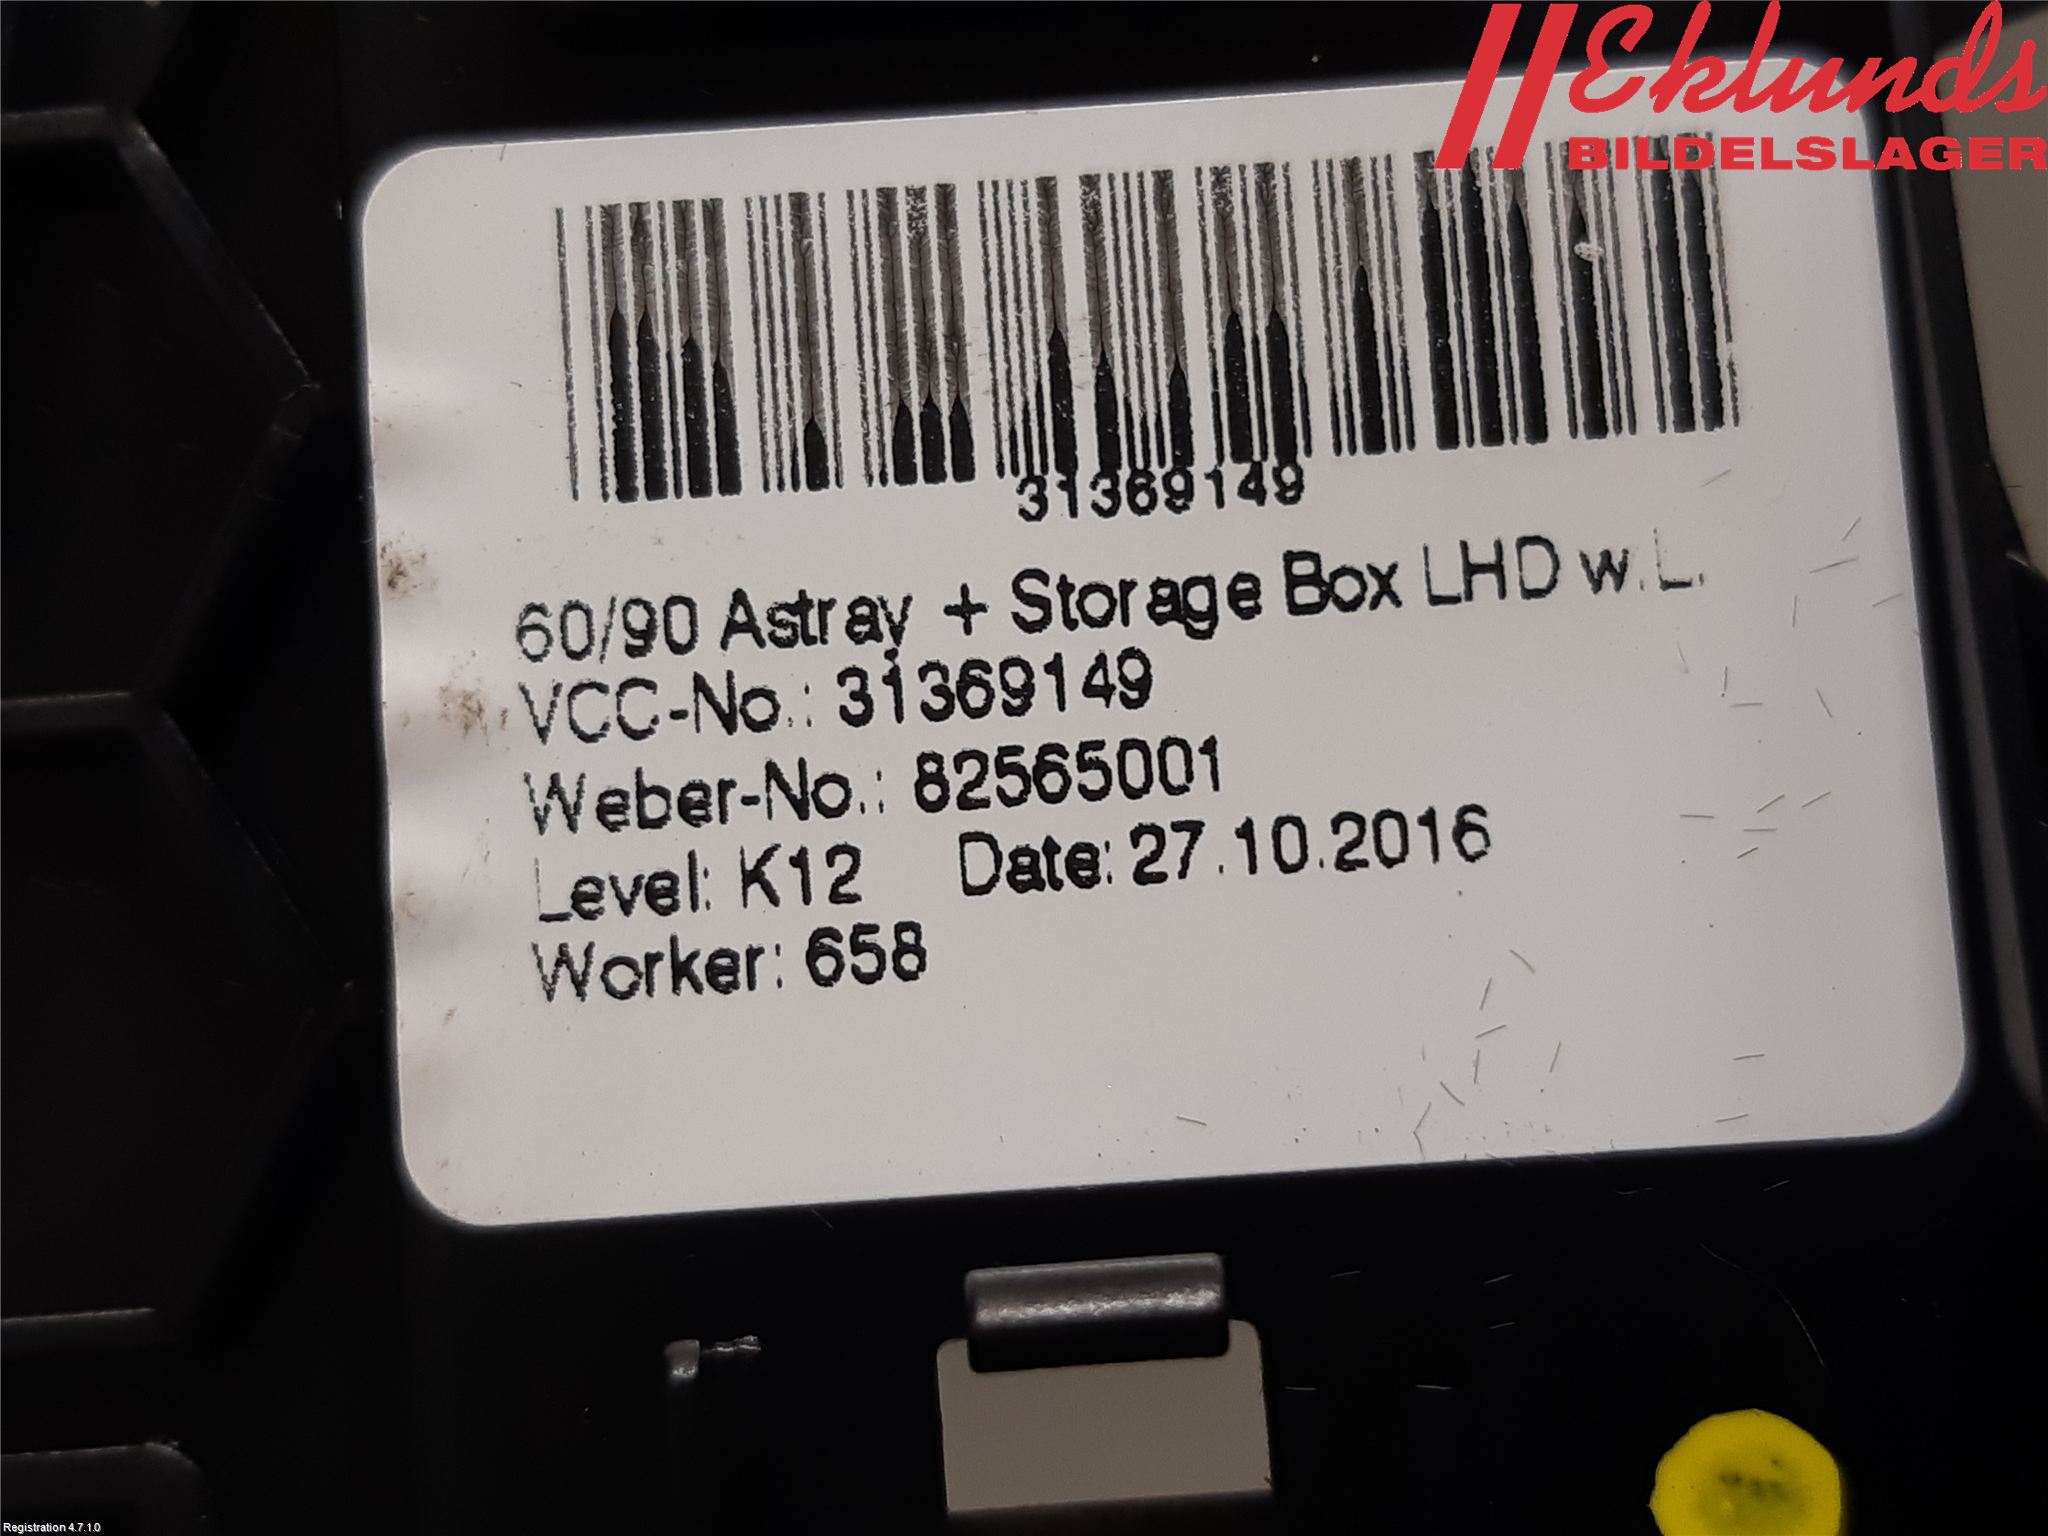 Eklunds
BILDELSLAGER
31369149
60/90 Astray + Storage Box LHD w.L.
VCC-No.: 31369149
Weber-No.: 82565001
Level: K12 Date: 27.10.2016
Worker: 658
Registration 4.7.1.0